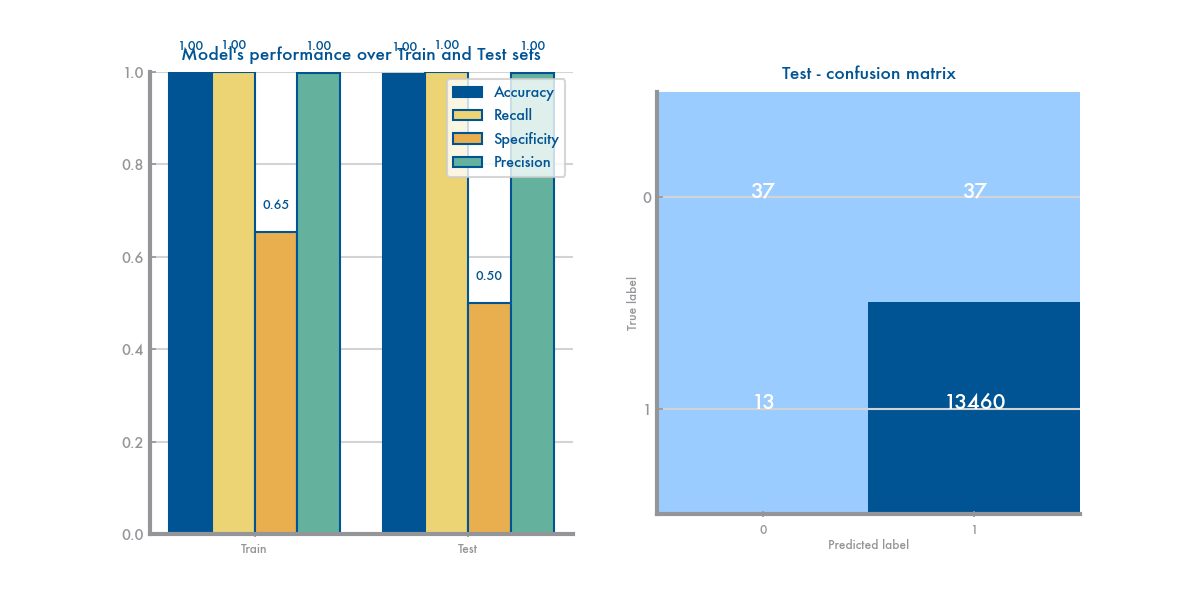 1.00 1.00 1.00 1.00 1.00 1.00
Model's performance over Train and Test sets
1.0
0.8
0.6
0.4
0.2
0.0
0.65
0.50
Accuracy
Recall
Specificity
Precision
Train Test
Test - confusion matrix
True label
0
1
37 37
13 13460
0 1
Predicted label